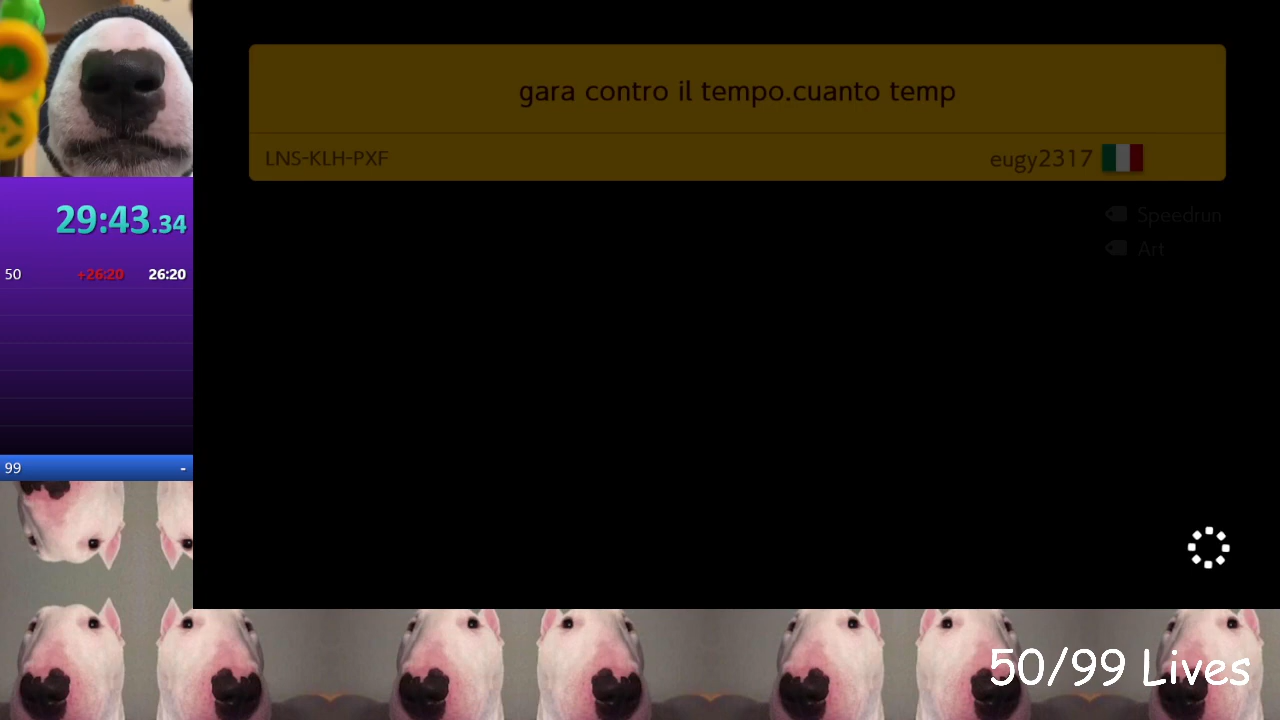 gara contro il tempo.cuanto temp
LNS-KLH-PXF
eugy2317
Speedrun
Art
29:43.34
50 +26:20 26:20
99 -
50/99 Lives